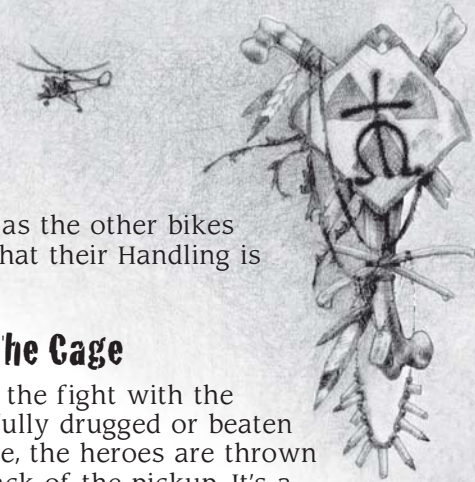 as the other bikes
hat their Handling is
he Cage
the fight with the
fully drugged or beaten
e, the heroes are thrown
ck of the pickup. It's a